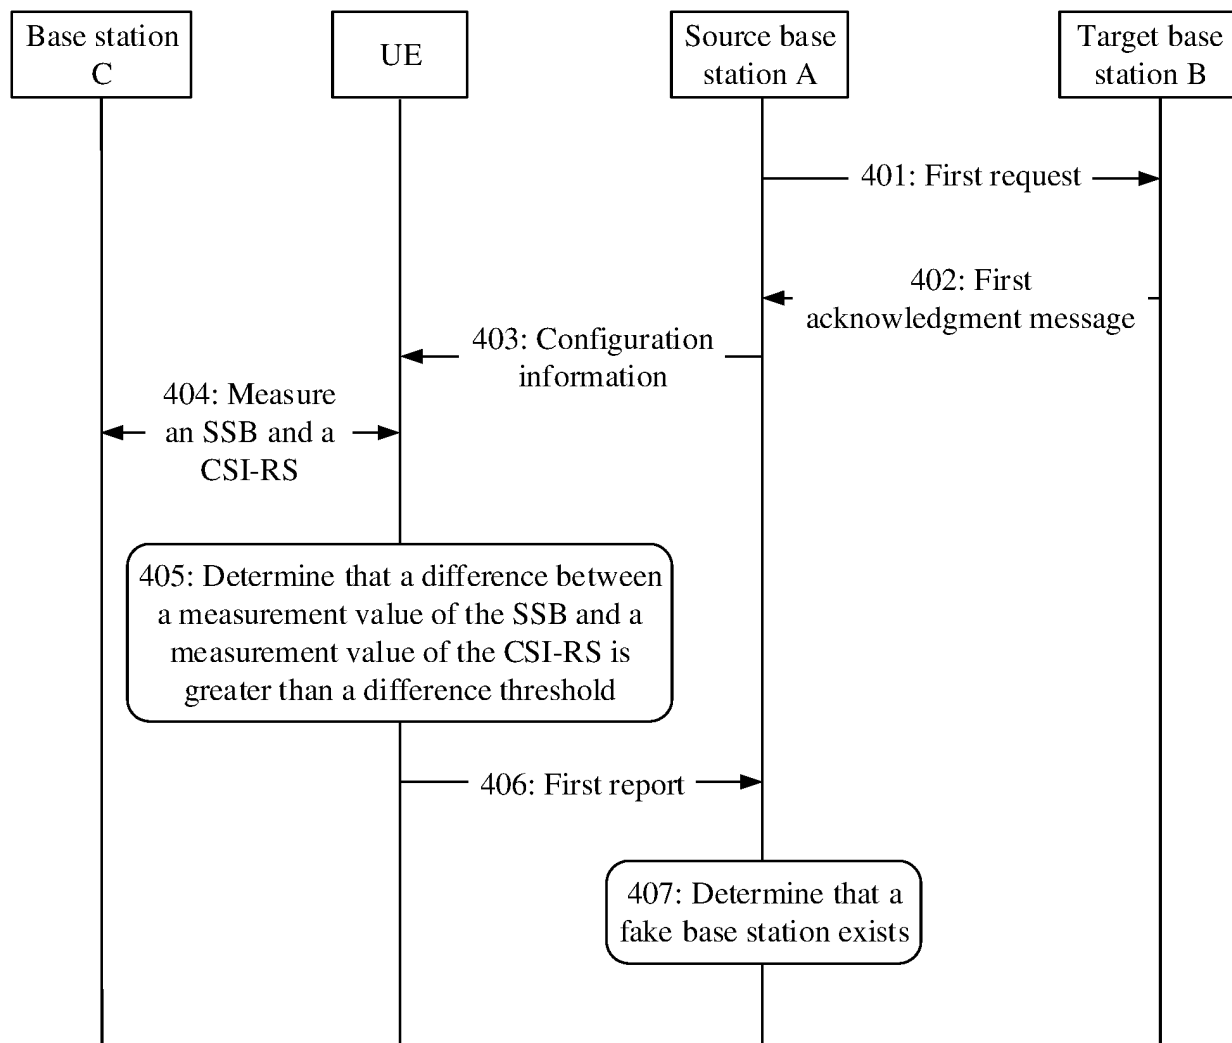 Base station
C
UE
Source base
station A
Target base
station B
401: First request
402: First
acknowledgment message
403: Configuration
information
404: Measure
an SSB and a
CSI-RS
405: Determine that a difference between
a measurement value of the SSB and a
measurement value of the CSI-RS is
greater than a difference threshold
406: First report
407: Determine that a
fake base station exists